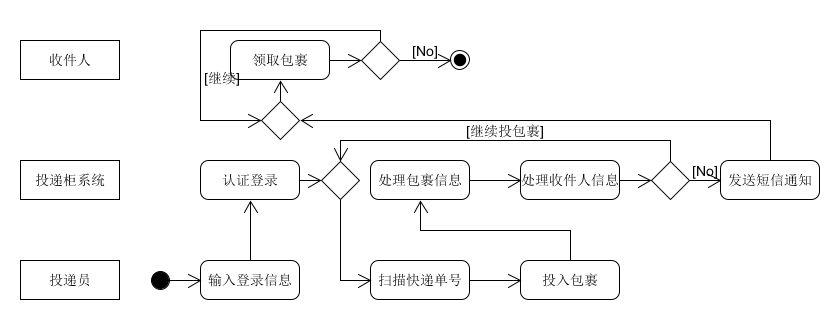 收件人
领取包裹
[No]
[继续]
[继续投包裹]
投递柜系统
认证登录
处理包裹信息
处理收件人信息
[No]
发送短信通知
投递员
输入登录信息
扫描快递单号
投入包裹